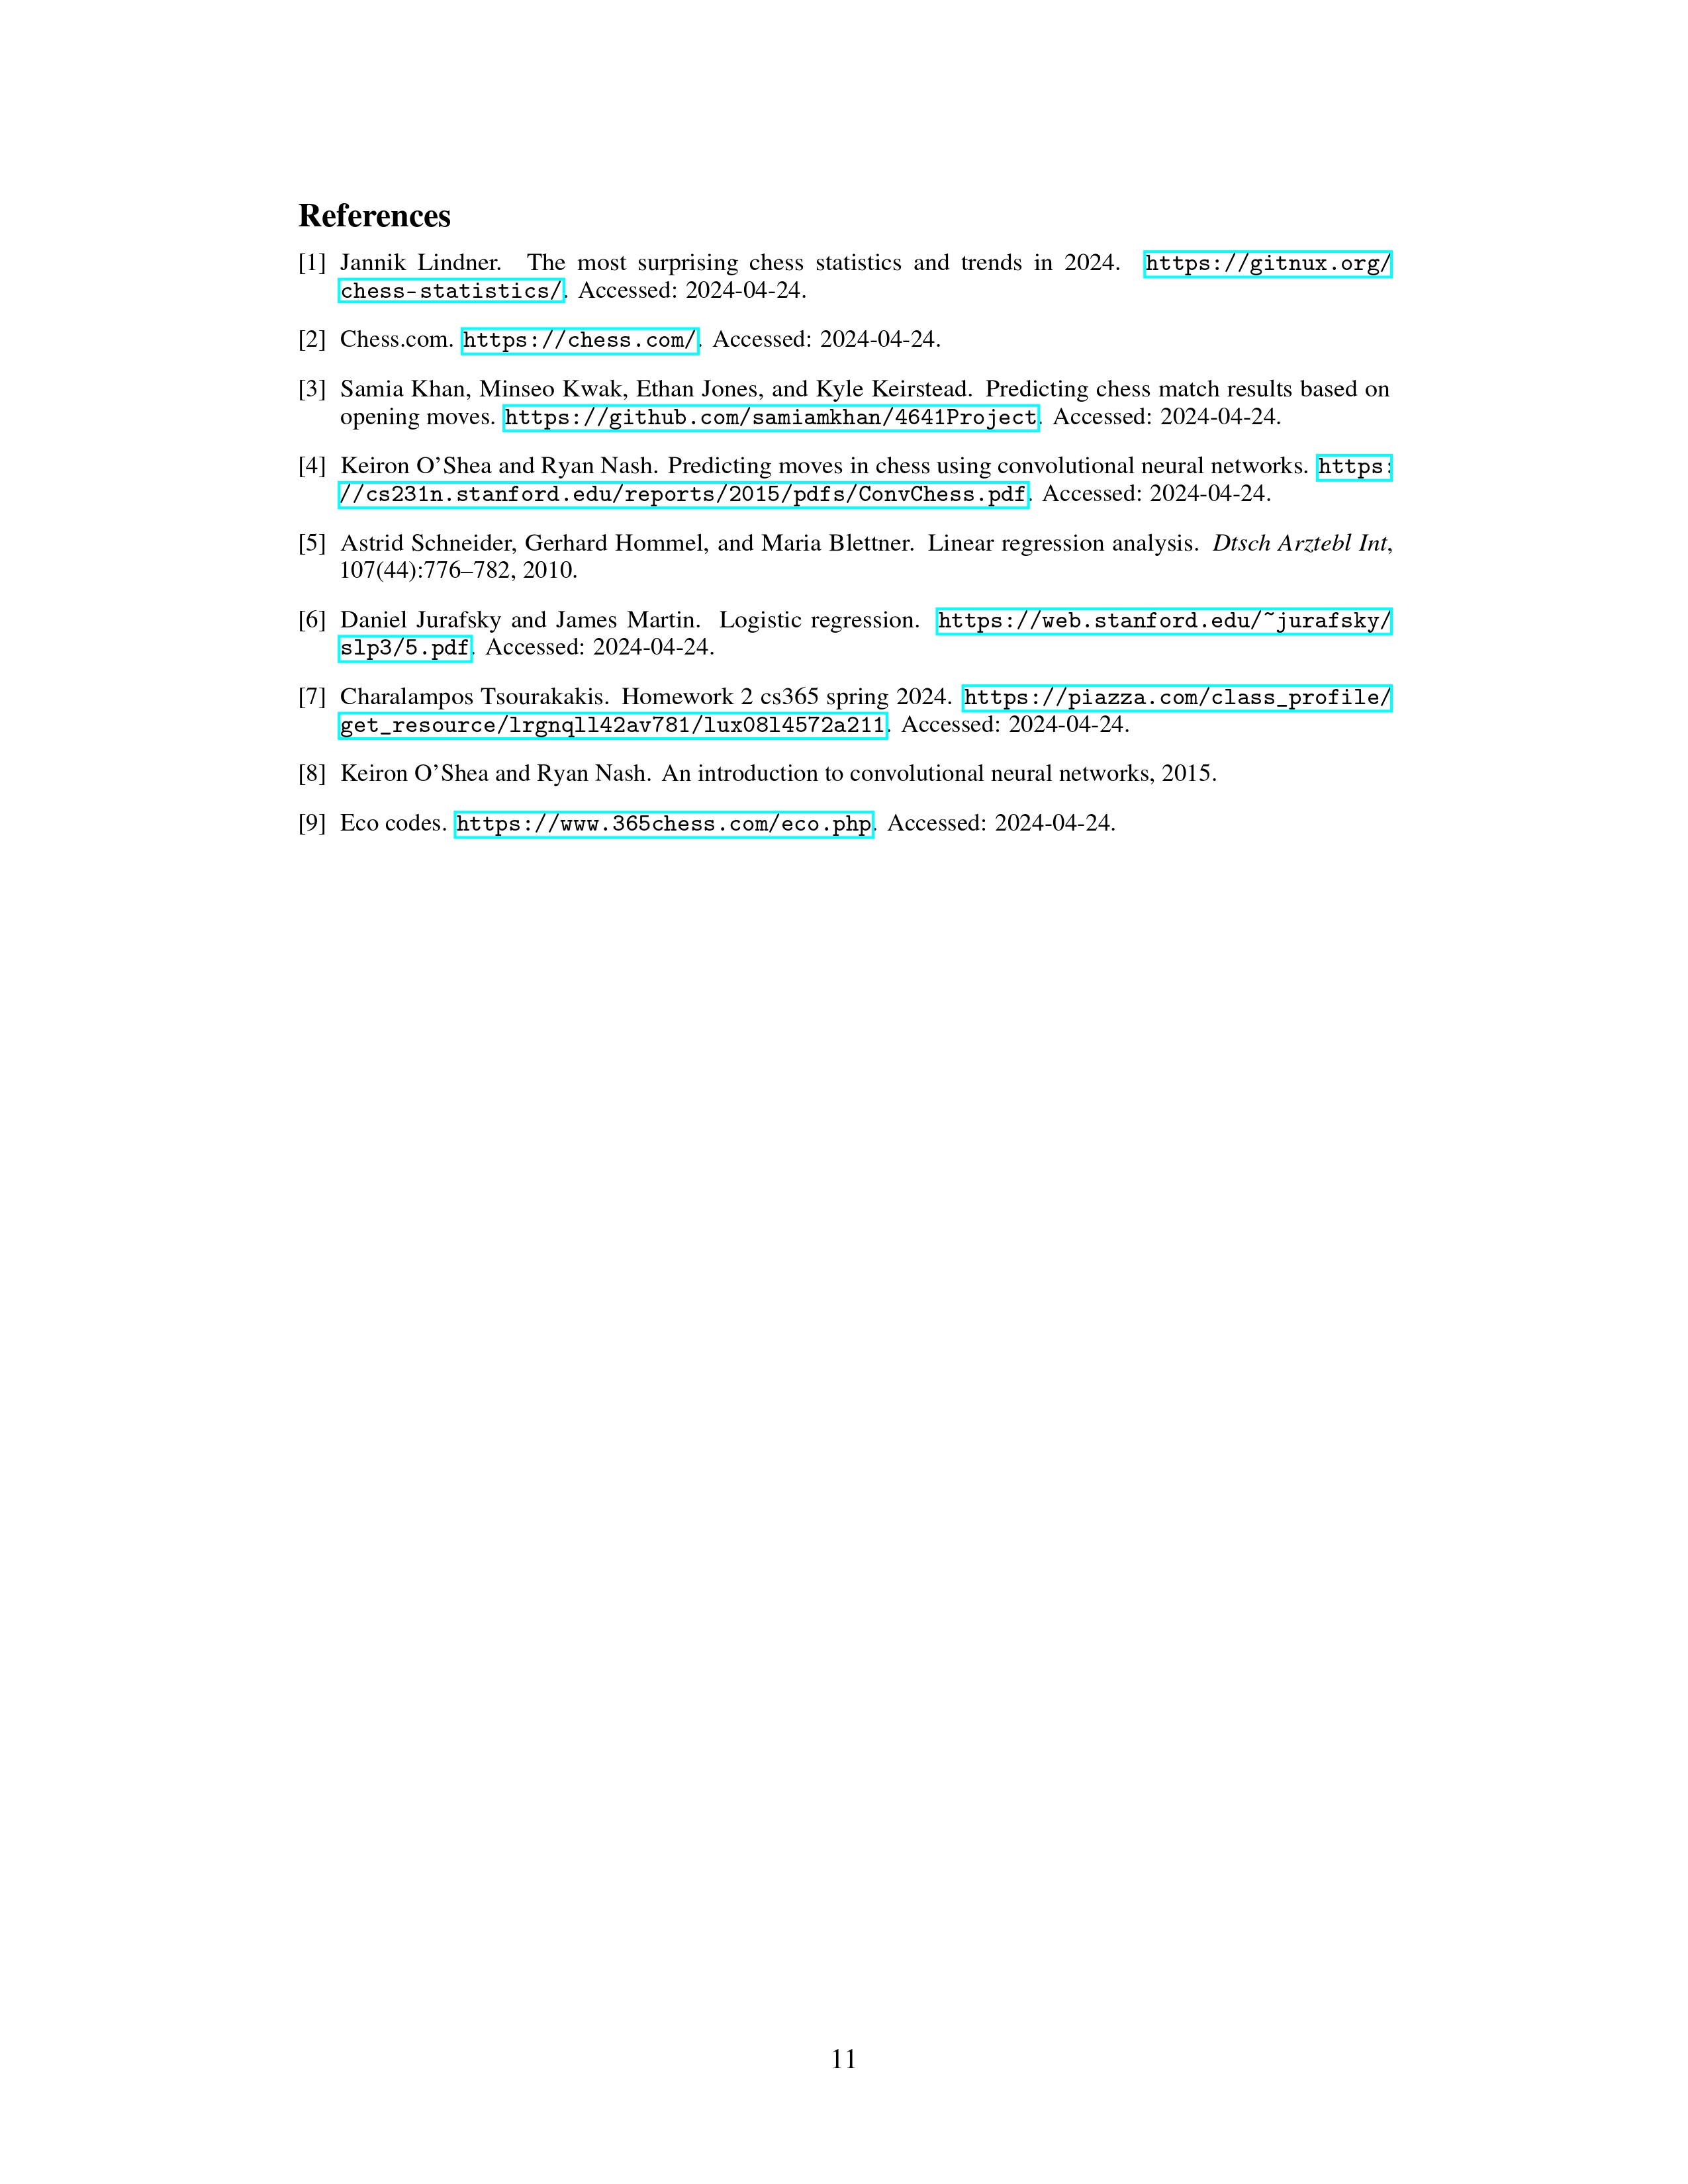 References
[1] Jannik Lindner. The most surprising chess statistics and trends in 2024. https://gitnux.org/
chess-statistics/. Accessed: 2024-04-24.
[2] Chess.com. https://chess.com/. Accessed: 2024-04-24.
[3] Samia Khan, Minseo Kwak, Ethan Jones, and Kyle Keirstead. Predicting chess match results based on
opening moves. https://github.com/samiamkhan/4641Project. Accessed: 2024-04-24.
[4] Keiron O'Shea and Ryan Nash. Predicting moves in chess using convolutional neural networks. https:
//cs231n.stanford.edu/reports/2015/pdfs/ConvChess.pdf. Accessed: 2024-04-24.
[5] Astrid Schneider, Gerhard Hommel, and Maria Blettner. Linear regression analysis. Dtsch Arztebl Int,
107(44):776–782, 2010.
[6] Daniel Jurafsky and James Martin. Logistic regression. https://web.stanford.edu/~jurafsky/
slp3/5.pdf. Accessed: 2024-04-24.
[7] Charalampos Tsourakakis. Homework 2 cs365 spring 2024. https://piazza.com/class_profile/
get_resource/lrgnqll42av781/lux08l4572a211. Accessed: 2024-04-24.
[8] Keiron O'Shea and Ryan Nash. An introduction to convolutional neural networks, 2015.
[9] Eco codes. https://www.365chess.com/eco.php. Accessed: 2024-04-24.
11